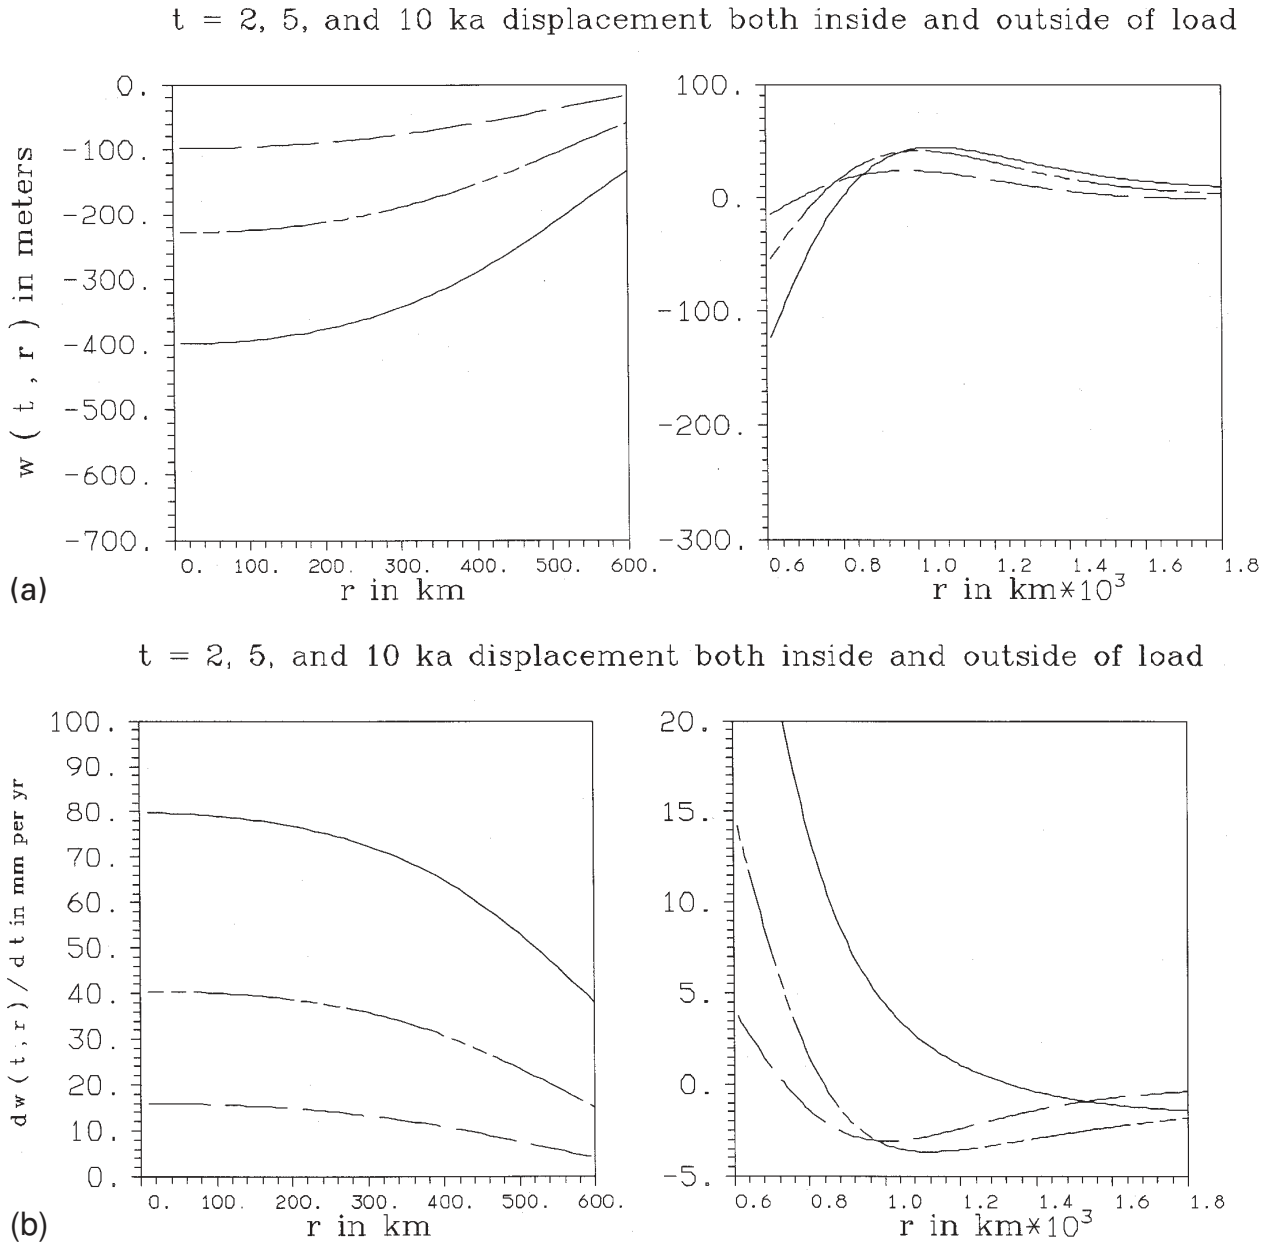 t = 2, 5, and 10 ka displacement both inside and outside of load
w ( t , r ) in meters
0.
-100.
-200.
-300.
-400.
-500.
-600.
-700.
0. 100. 200. 300. 400. 500. 600.
r in km
100.
0.
-100.
-200.
-300.
0.6 0.8 1.0 1.2 1.4 1.6 1.8
r in km*10³
(a)
t = 2, 5, and 10 ka displacement both inside and outside of load
d w ( t , r ) / d t in mm per yr
100.
90.
80.
70.
60.
50.
40.
30.
20.
10.
0.
0. 100. 200. 300. 400. 500. 600.
r in km
20.
15.
10.
5.
0.
-5.
0.6 0.8 1.0 1.2 1.4 1.6 1.8
r in km*10³
(b)